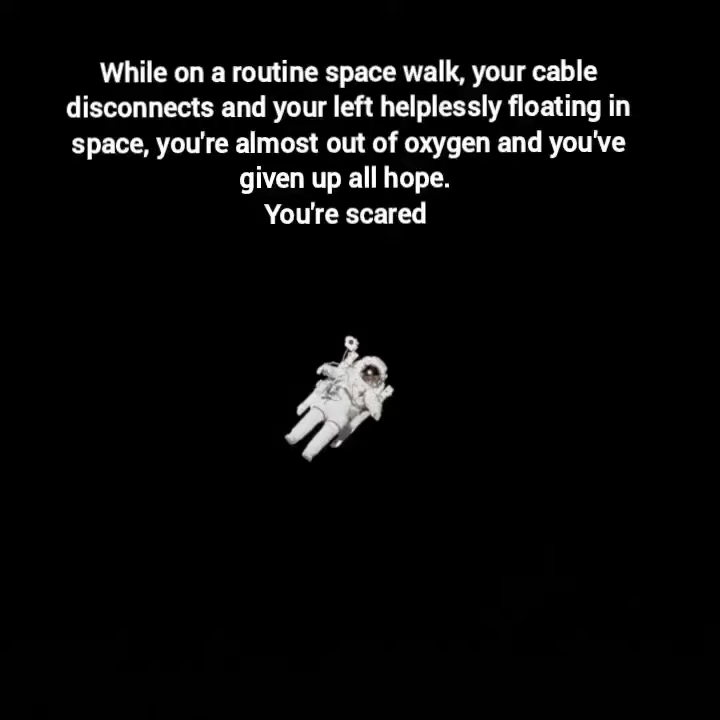 While on a routine space walk, your cable
disconnects and your left helplessly floating in
space, you're almost out of oxygen and you've
given up all hope.
You're scared